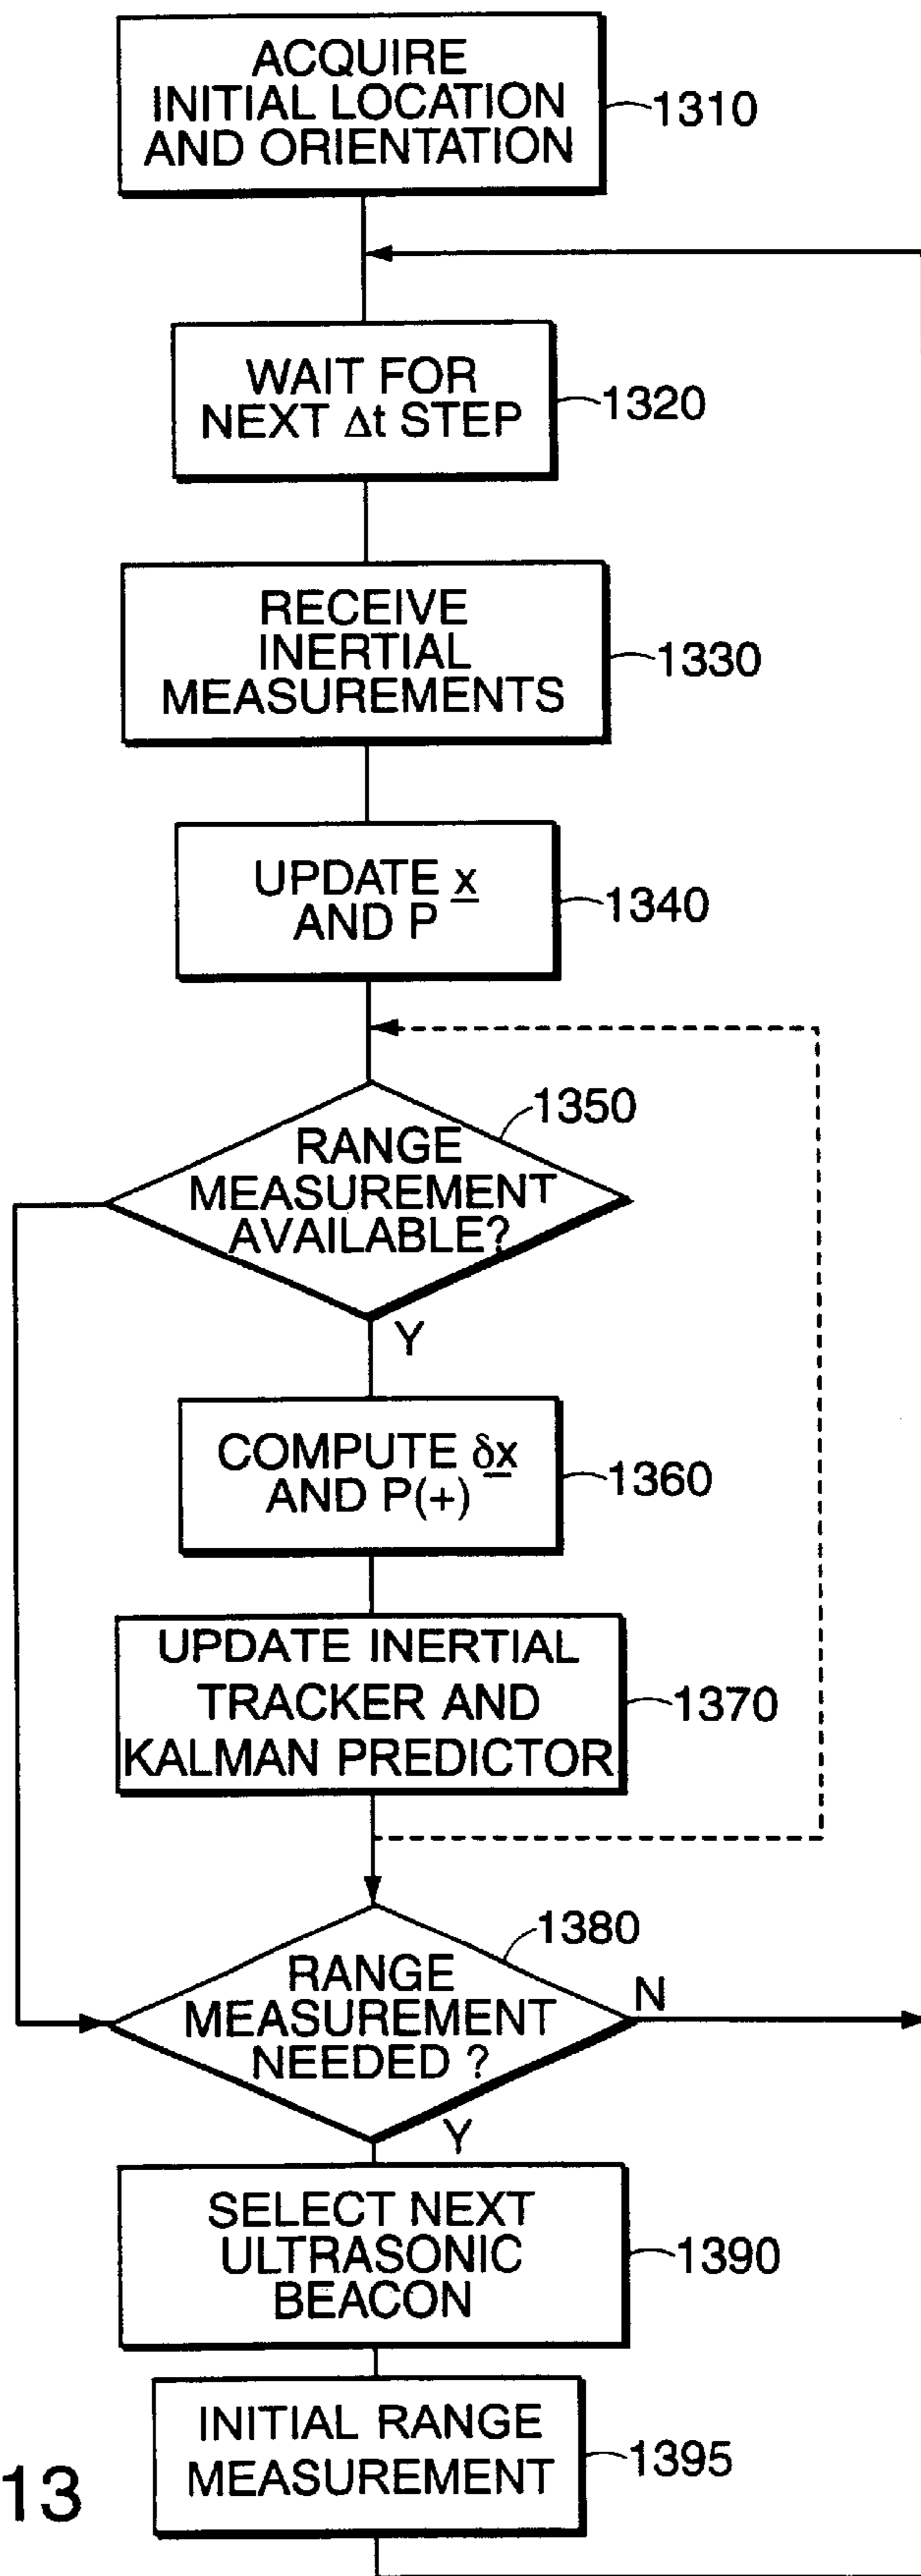 ACQUIRE
INITIAL LOCATION
AND ORIENTATION
1310
WAIT FOR
NEXT Δt STEP
1320
RECEIVE
INERTIAL
MEASUREMENTS
1330
UPDATE x
AND P
1340
1350
RANGE
MEASUREMENT
AVAILABLE?
Y
COMPUTE δx
AND P(+)
1360
UPDATE INERTIAL
TRACKER AND
KALMAN PREDICTOR
1370
1380
RANGE
MEASUREMENT
NEEDED ?
N
Y
SELECT NEXT
ULTRASONIC
BEACON
1390
INITIAL RANGE
MEASUREMENT
1395
13